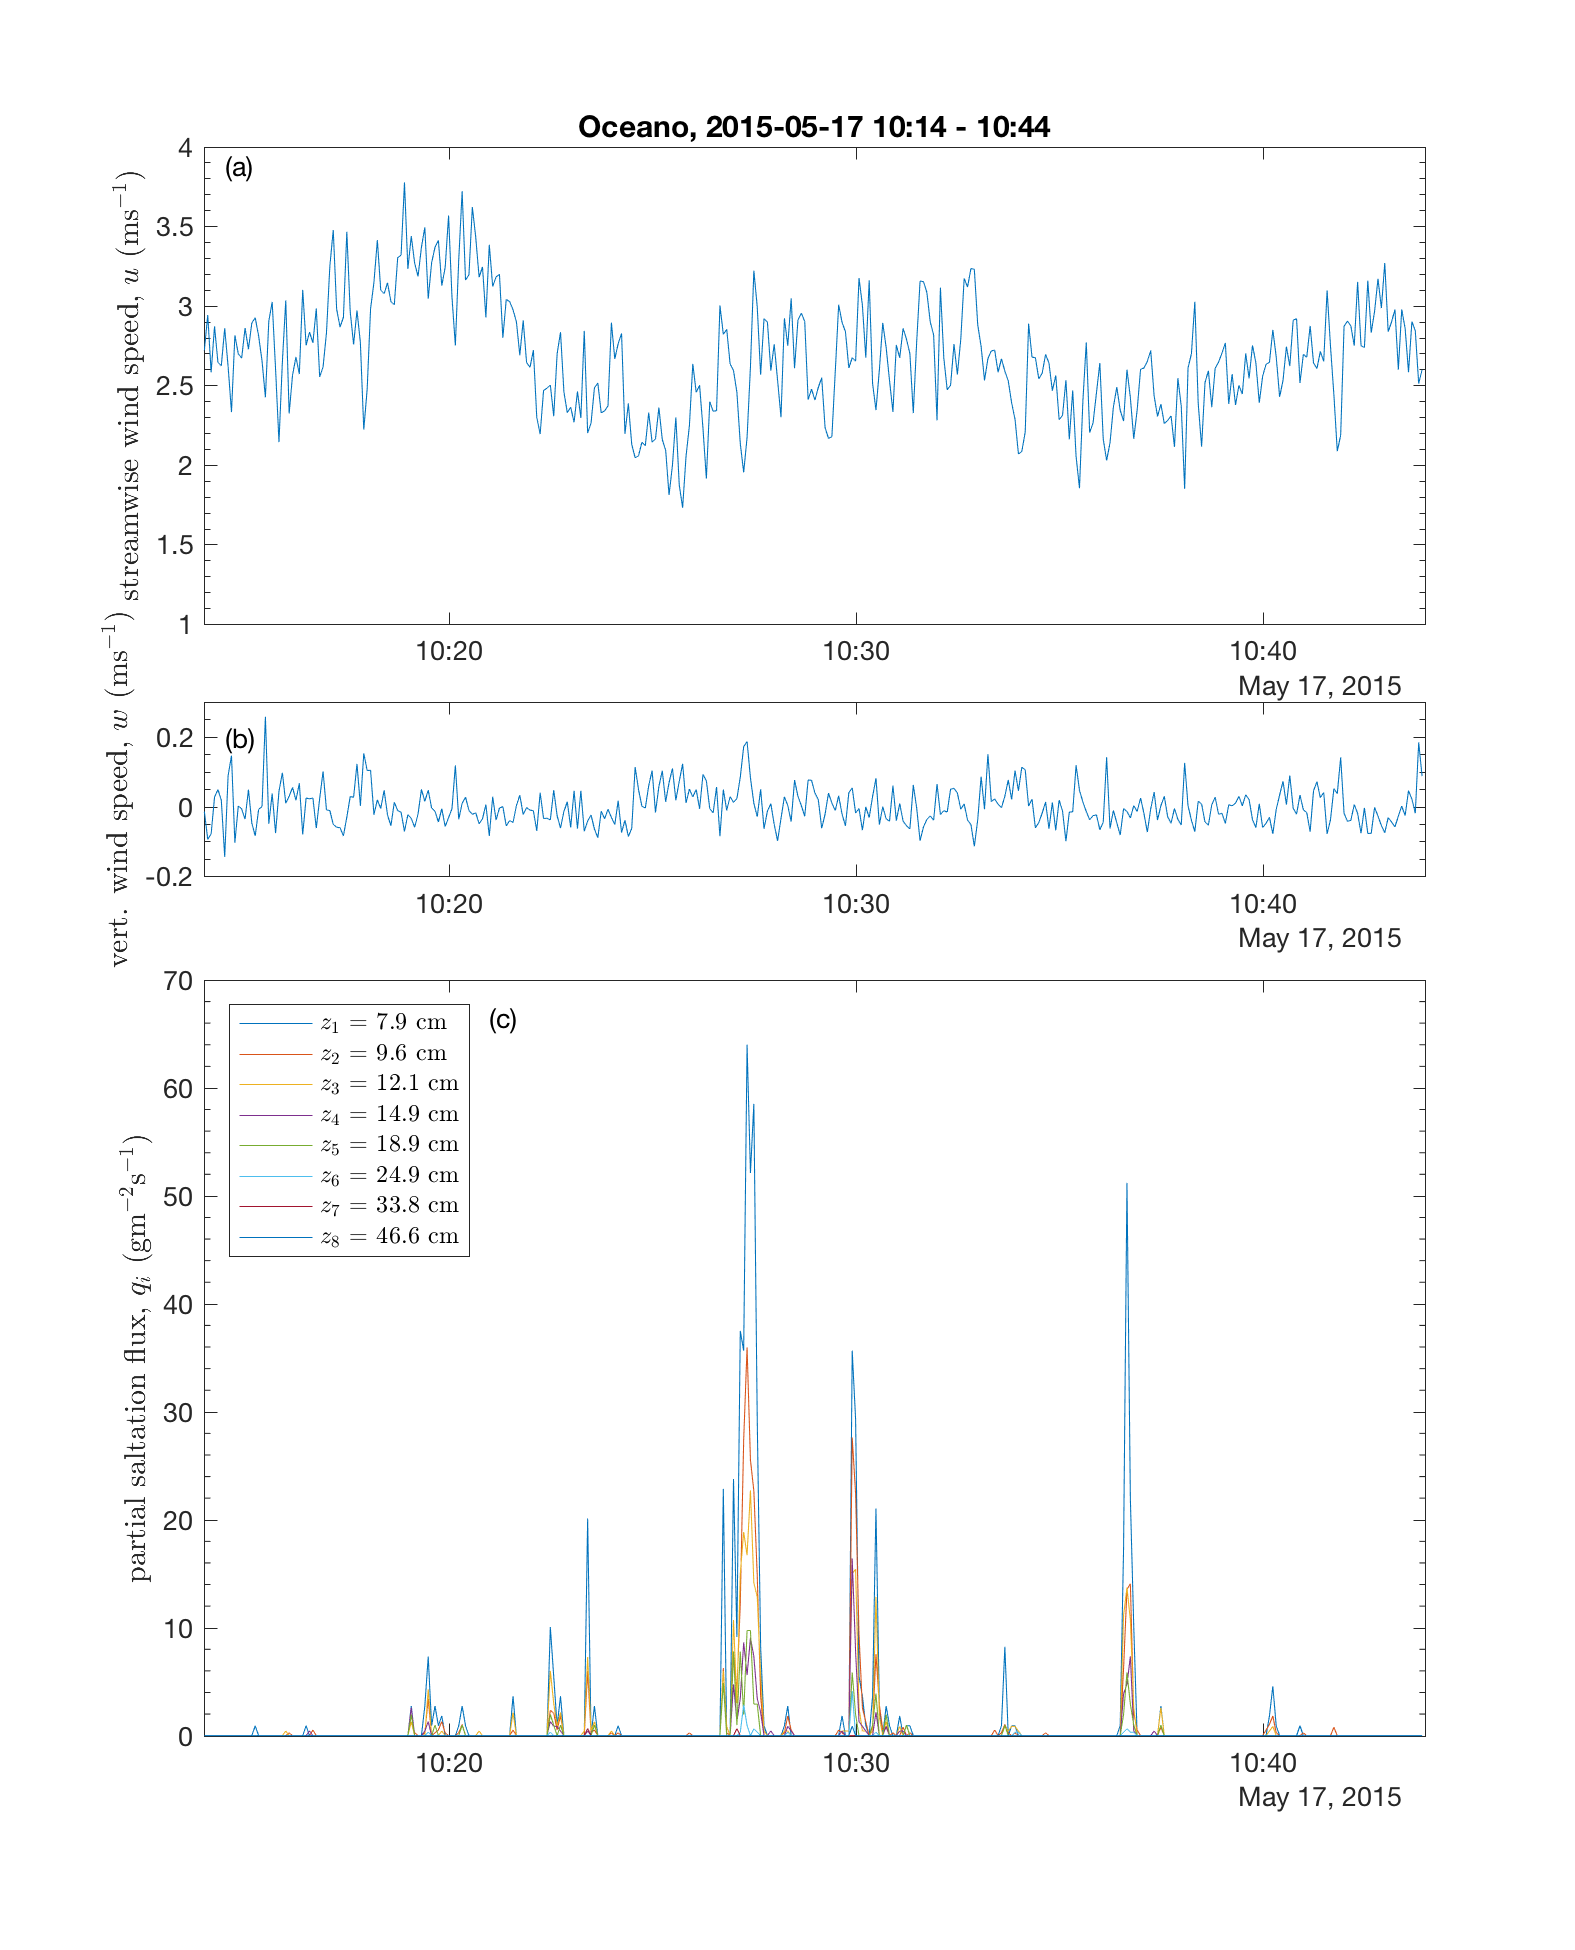 Oceano, 2015-05-17 10:14 - 10:44
(a)
streamwise wind speed, u (ms⁻¹)
4
3.5
3
2.5
2
1.5
1
10:20 10:30 10:40
May 17, 2015
(b)
vert. wind speed, w (ms⁻¹)
0.2
0
-0.2
10:20 10:30 10:40
May 17, 2015
(c)
partial saltation flux, qᵢ (gm⁻²s⁻¹)
70
60
50
40
30
20
10
0
z₁ = 7.9 cm
z₂ = 9.6 cm
z₃ = 12.1 cm
z₄ = 14.9 cm
z₅ = 18.9 cm
z₆ = 24.9 cm
z₇ = 33.8 cm
z₈ = 46.6 cm
10:20 10:30 10:40
May 17, 2015